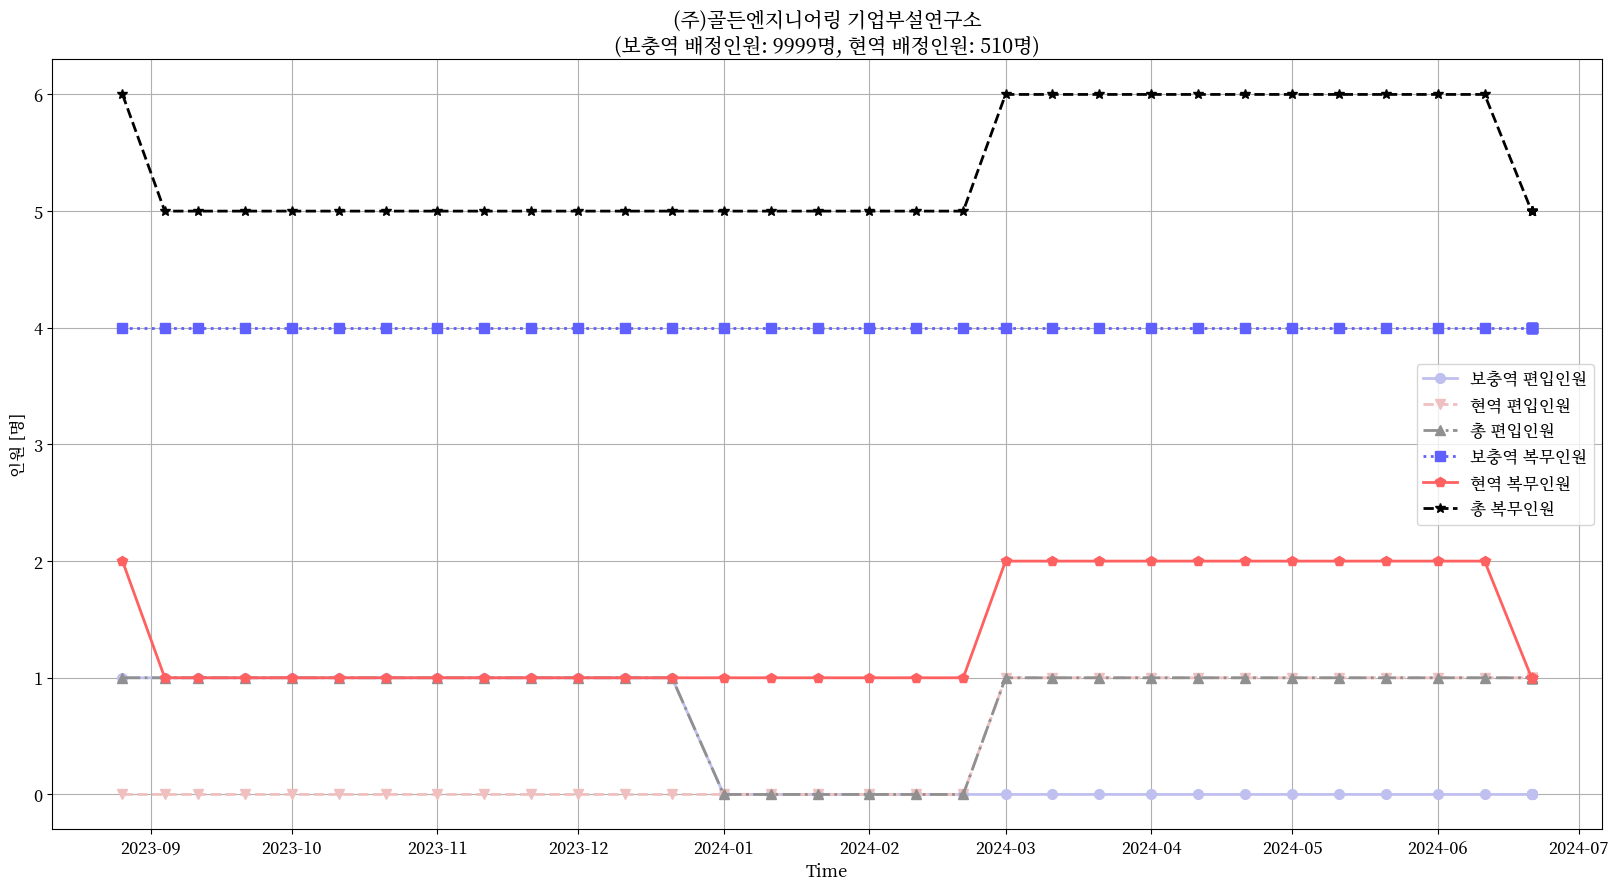 (주)골든엔지니어링 기업부설연구소
(보충역 배정인원: 9999명, 현역 배정인원: 510명)
인원 [명]
6
5
4
3
2
1
0
보충역 편입인원
현역 편입인원
총 편입인원
보충역 복무인원
현역 복무인원
총 복무인원
2023-09 2023-10 2023-11 2023-12 2024-01 2024-02 2024-03 2024-04 2024-05 2024-06 2024-07
Time